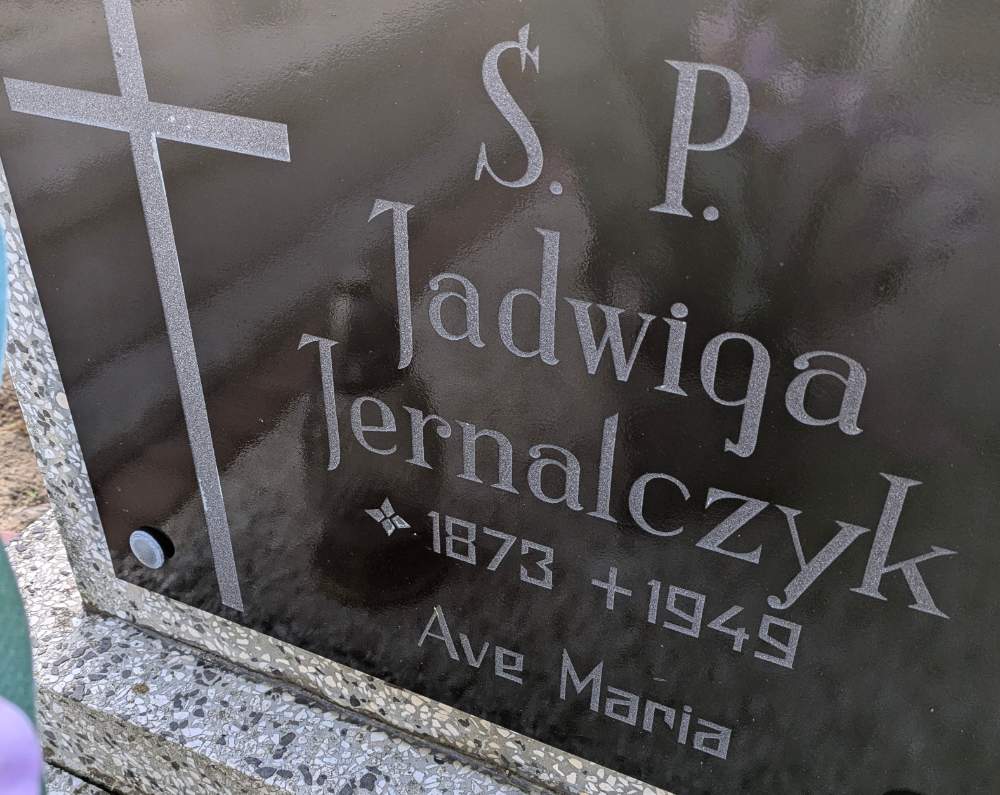 Ś. P.
Jadwiga
Jernalczyk
1873 +1949
Ave Maria